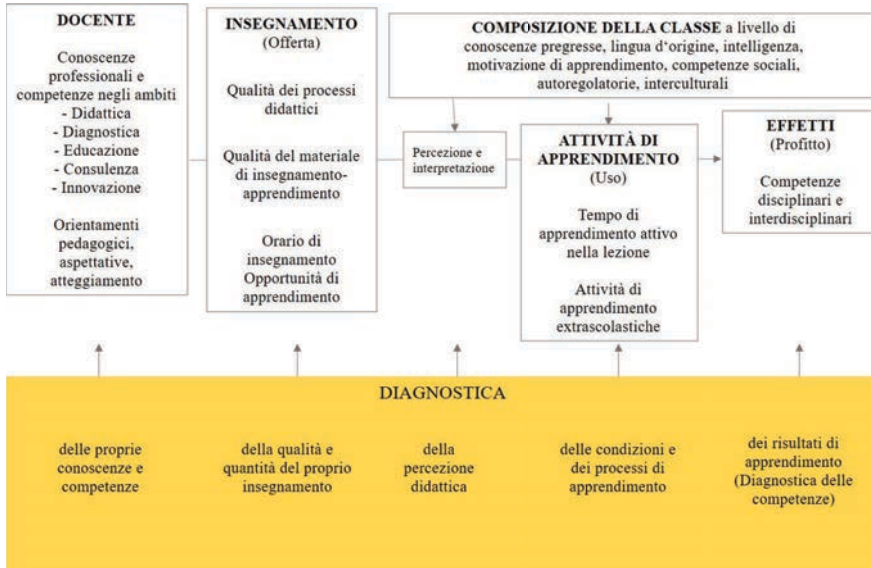 DOCENTE
Conoscenze
professionali e
competenze negli ambiti
- Didattica
- Diagnostica
- Educazione
- Consulenza
- Innovazione
Orientamenti
pedagogici,
aspettative,
atteggiamento
INSEGNAMENTO
(Offerta)
Qualità dei processi
didattici
Qualità del materiale
di insegnamento-
apprendimento
Orario di
insegnamento
Opportunità di
apprendimento
COMPOSIZIONE DELLA CLASSE a livello di
conoscenze pregresse, lingua d‘origine, intelligenza,
motivazione di apprendimento, competenze sociali,
autoregolatorie, interculturali
Percezione e
interpretazione
ATTIVITÀ DI
APPRENDIMENTO
(Uso)
Tempo di
apprendimento attivo
nella lezione
Attività di
apprendimento
extrascolastiche
EFFETTI
(Profitto)
Competenze
disciplinari e
interdisciplinari
DIAGNOSTICA
delle proprie
conoscenze e
competenze
della qualità e
quantità del proprio
insegnamento
della
percezione
didattica
delle condizioni e
dei processi di
apprendimento
dei risultati di
apprendimento
(Diagnostica delle
competenze)